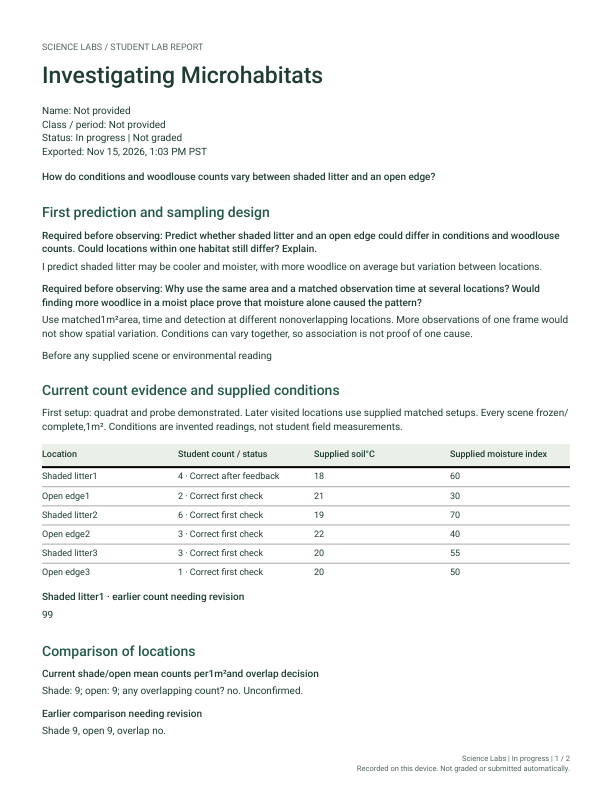 SCIENCE LABS / STUDENT LAB REPORT
Investigating Microhabitats
Name: Not provided
Class / period: Not provided
Status: In progress | Not graded
Exported: Nov 15, 2026, 1:03 PM PST
How do conditions and woodlouse counts vary between shaded litter and an open edge?
First prediction and sampling design
Required before observing: Predict whether shaded litter and an open edge could differ in conditions and woodlouse
counts. Could locations within one habitat still differ? Explain.
I predict shaded litter may be cooler and moister, with more woodlice on average but variation between locations.
Required before observing: Why use the same area and a matched observation time at several locations? Would
finding more woodlice in a moist place prove that moisture alone caused the pattern?
Use matched1m²area, time and detection at different nonoverlapping locations. More observations of one frame would
not show spatial variation. Conditions can vary together, so association is not proof of one cause.
Before any supplied scene or environmental reading
Current count evidence and supplied conditions
First setup: quadrat and probe demonstrated. Later visited locations use supplied matched setups. Every scene frozen/
complete,1m². Conditions are invented readings, not student field measurements.
Location Student count / status Supplied soil°C Supplied moisture index
Shaded litter1 4 · Correct after feedback 18 60
Open edge1 2 · Correct first check 21 30
Shaded litter2 6 · Correct first check 19 70
Open edge2 3 · Correct first check 22 40
Shaded litter3 3 · Correct first check 20 55
Open edge3 1 · Correct first check 20 50
Shaded litter1 · earlier count needing revision
99
Comparison of locations
Current shade/open mean counts per1m²and overlap decision
Shade: 9; open: 9; any overlapping count? no. Unconfirmed.
Earlier comparison needing revision
Shade 9, open 9, overlap no.
Science Labs | In progress | 1 / 2
Recorded on this device. Not graded or submitted automatically.